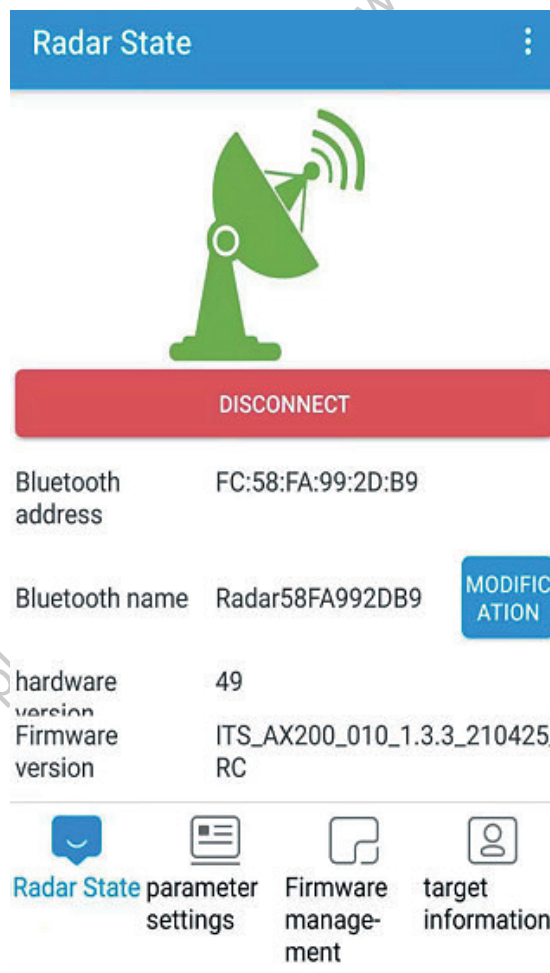 Radar State
DISCONNECT
Bluetooth
address
FC:58:FA:99:2D:B9
Bluetooth name
Radar58FA992DB9
MODIFIC
ATION
hardware
version
49
Firmware
version
ITS_AX200_010_1.3.3_210425_
RC
Radar State
parameter
settings
Firmware
manage-
ment
target
information